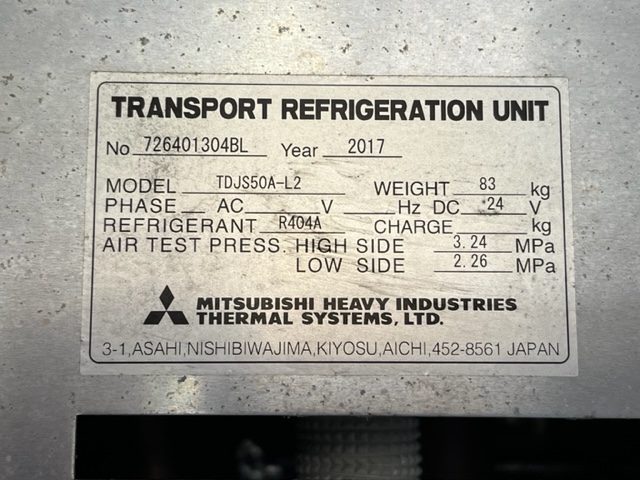 TRANSPORT REFRIGERATION UNIT
No 726401304BL Year 2017
MODEL TDJS50A-L2 WEIGHT 83 kg
PHASE AC V Hz DC 24 V
REFRIGERANT R404A CHARGE kg
AIR TEST PRESS. HIGH SIDE 3.24 MPa
LOW SIDE 2.26 MPa
MITSUBISHI HEAVY INDUSTRIES
THERMAL SYSTEMS, LTD.
3-1,ASAHI,NISHIBIWAJIMA,KIYOSU,AICHI,452-8561 JAPAN